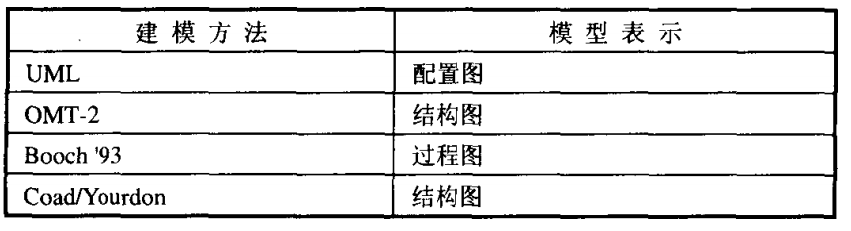 建模方法 模型表示
UML 配置图
OMT-2 结构图
Booch '93 过程图
Coad/Yourdon 结构图